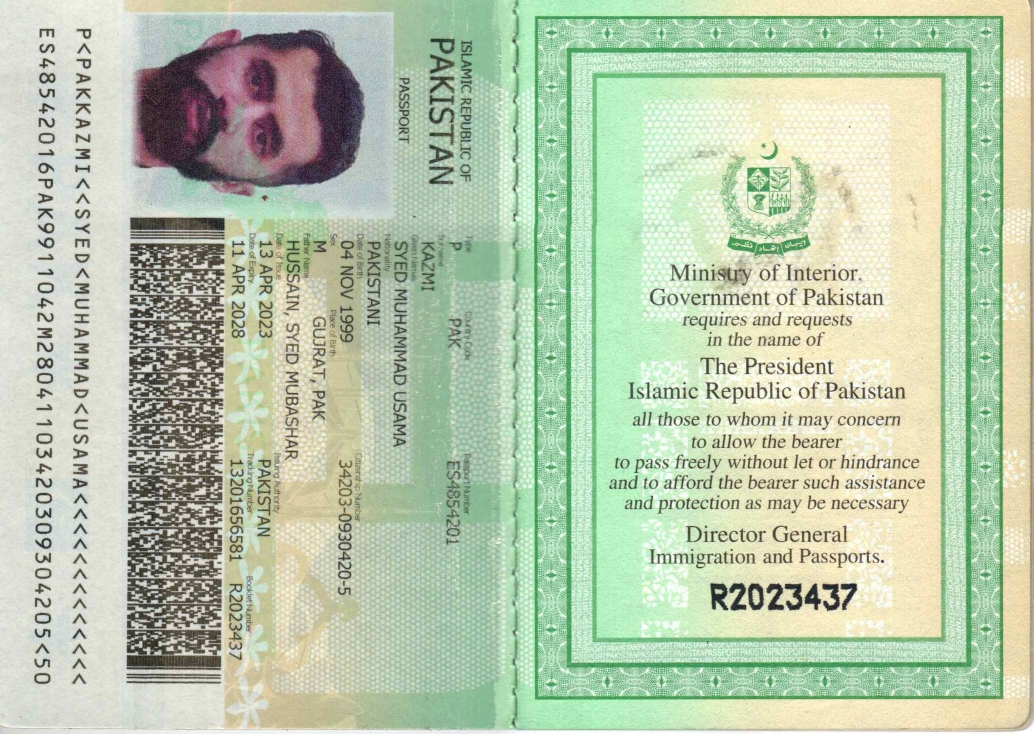 ISLAMIC REPUBLIC OF
PAKISTAN
PASSPORT
Type Country Code Passport Number
P PAK ES4854201
Surname
KAZMI
Given Names
SYED MUHAMMAD USAMA
Nationality
PAKISTANI
Date of Birth Citizenship Number
04 NOV 1999 34203-0930420-5
Sex Place of Birth
M GUJRAT, PAK
Father Name
HUSSAIN, SYED MUBASHAR
Date of Issue Issuing Authority
13 APR 2023 PAKISTAN
Date of Expiry Tracking Number Booklet Number
11 APR 2028 13201656581 R2023437
P<PAKKAZMI<<SYED<MUHAMMAD<USAMA<<<<<<<<<<<<<
ES48542016PAK9911042M28041103420309304205<50
ایمان اتحاد نظم
Ministry of Interior,
Government of Pakistan
requires and requests
in the name of
The President
Islamic Republic of Pakistan
all those to whom it may concern
to allow the bearer
to pass freely without let or hindrance
and to afford the bearer such assistance
and protection as may be necessary
Director General
Immigration and Passports.
R2023437